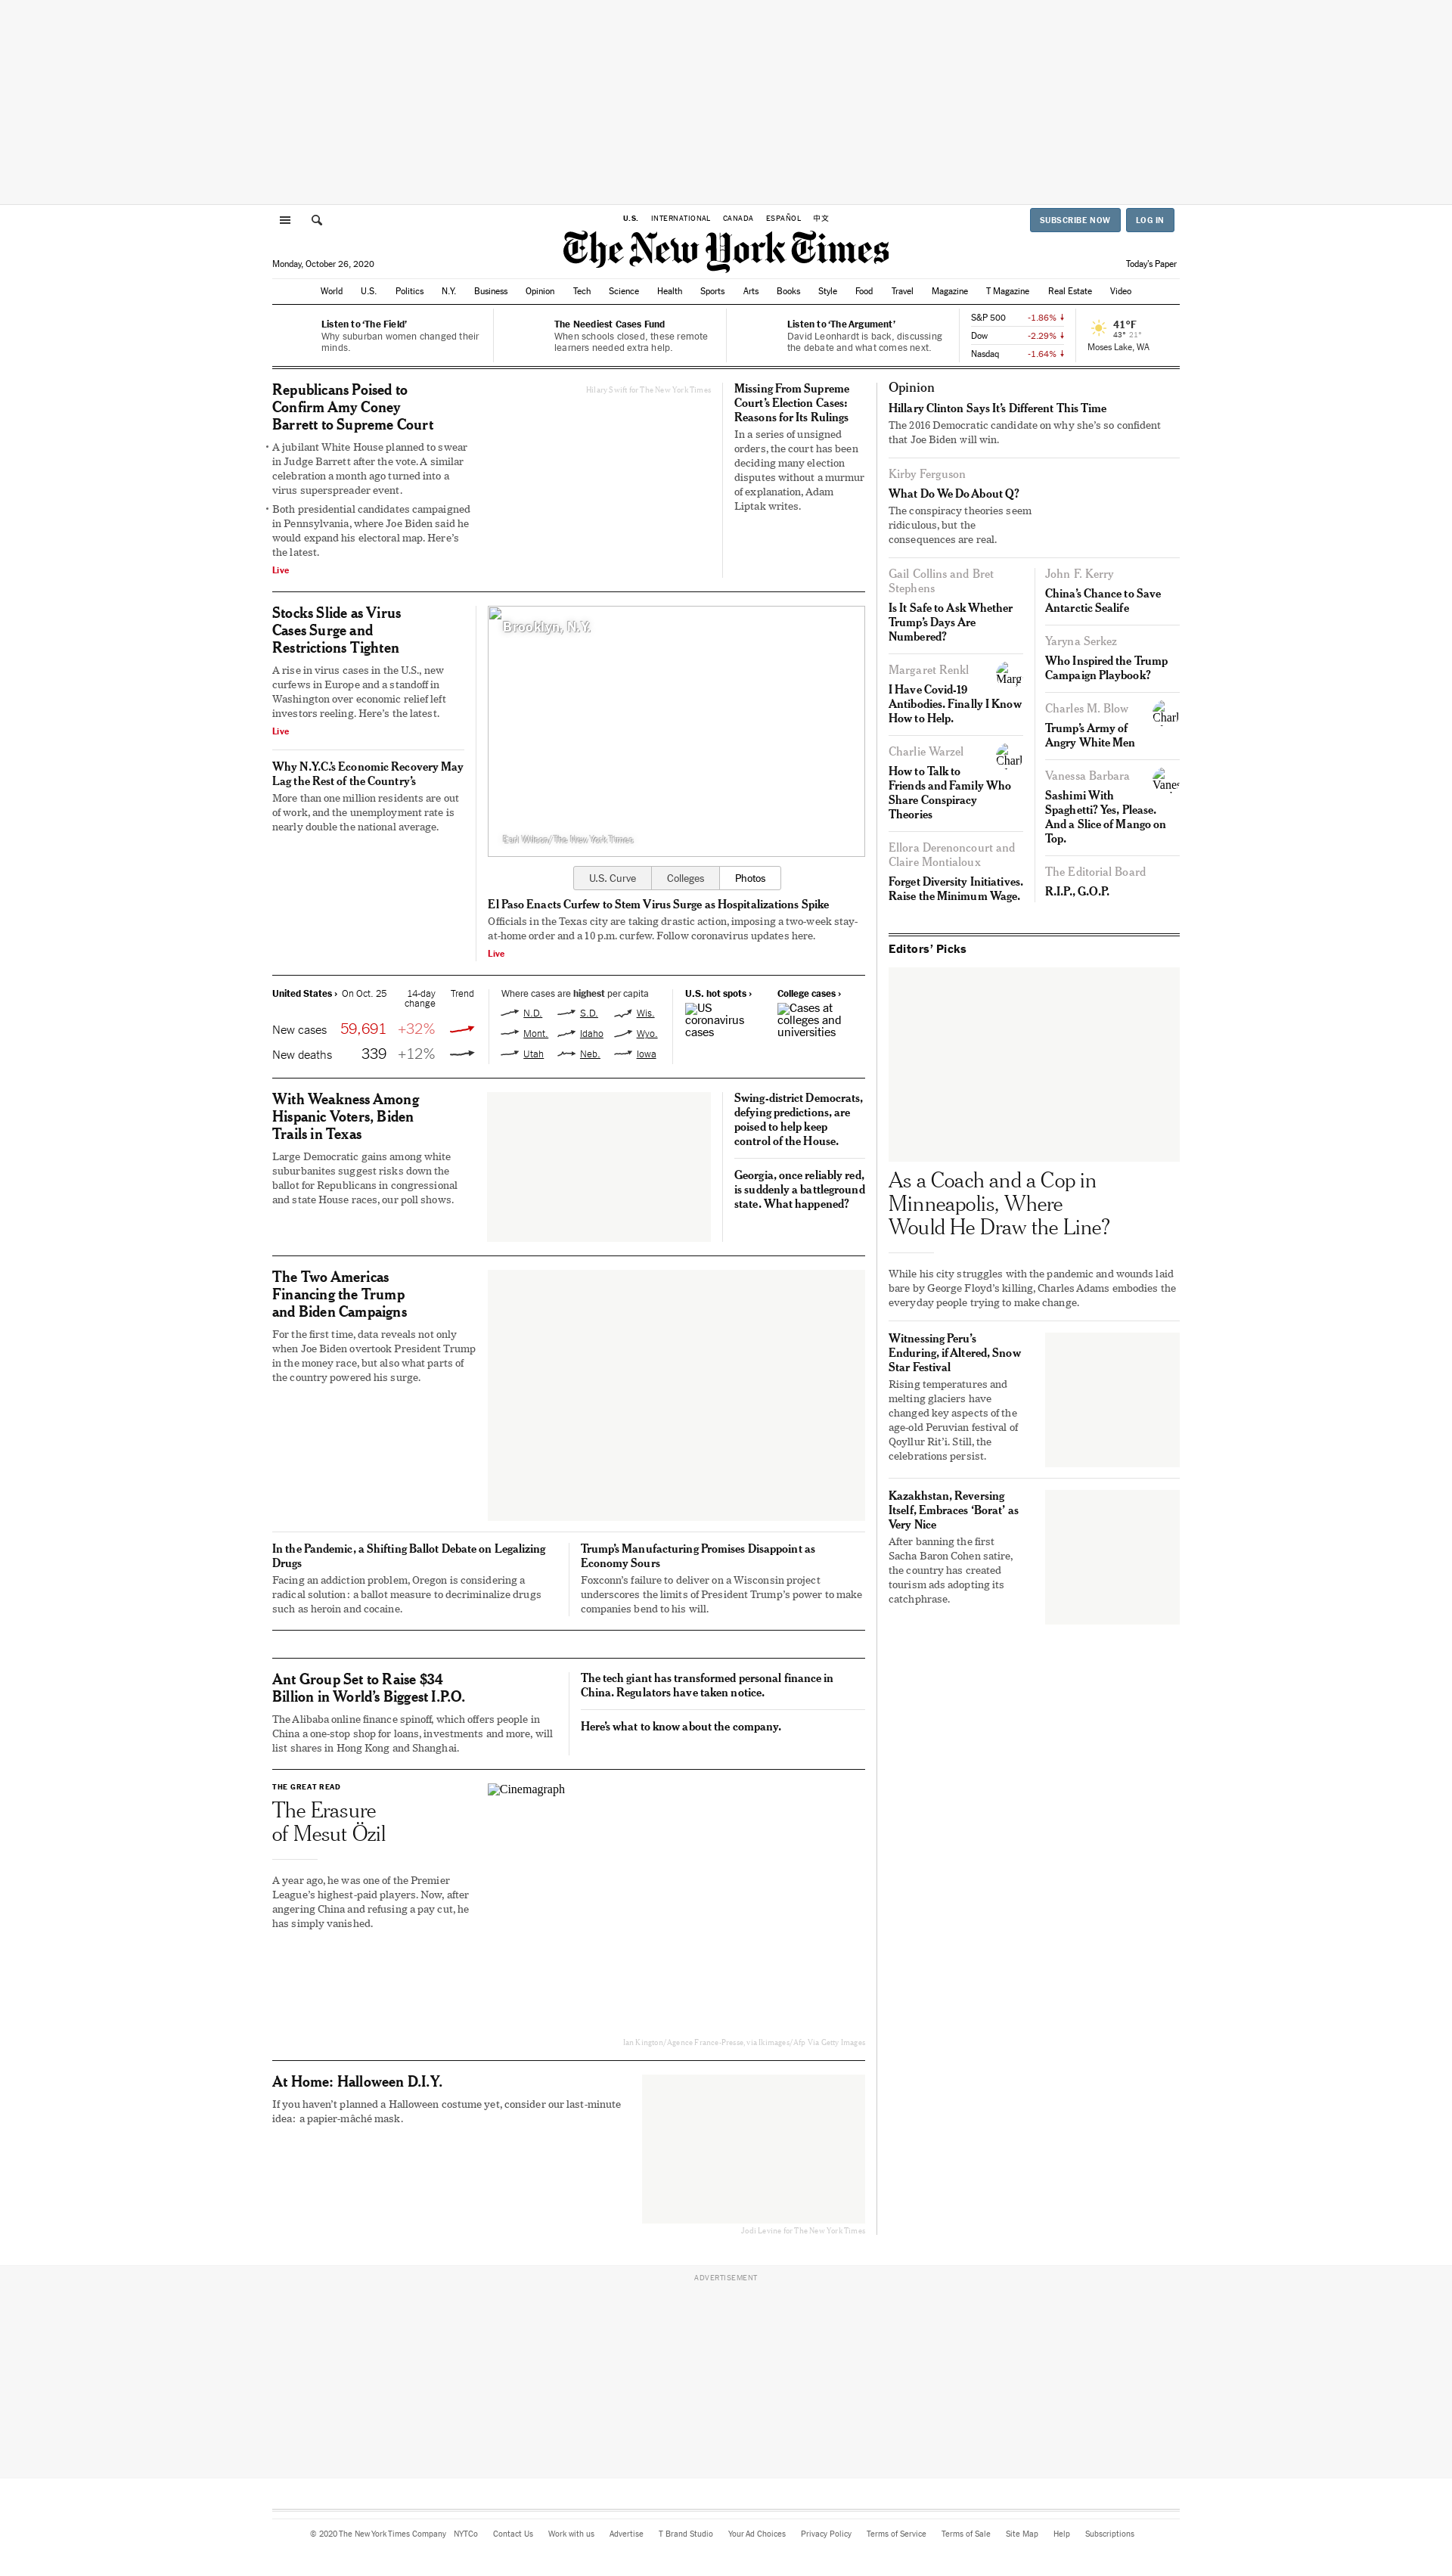 U.S. INTERNATIONAL CANADA ESPAÑOL 中文
SUBSCRIBE NOW LOG IN
The New York Times
Monday, October 26, 2020
Today's Paper
World U.S. Politics N.Y. Business Opinion Tech Science Health Sports Arts Books Style Food Travel Magazine T Magazine Real Estate Video
Listen to ‘The Field’
Why suburban women changed their
minds.
The Neediest Cases Fund
When schools closed, these remote
learners needed extra help.
Listen to ‘The Argument’
David Leonhardt is back, discussing
the debate and what comes next.
S&P 500 -1.86% ↓
Dow -2.29% ↓
Nasdaq -1.64% ↓
41°F
43° 21°
Moses Lake, WA
Republicans Poised to
Confirm Amy Coney
Barrett to Supreme Court
• A jubilant White House planned to swear
in Judge Barrett after the vote. A similar
celebration a month ago turned into a
virus superspreader event.
• Both presidential candidates campaigned
in Pennsylvania, where Joe Biden said he
would expand his electoral map. Here’s
the latest.
Live
Hilary Swift for The New York Times
Missing From Supreme
Court’s Election Cases:
Reasons for Its Rulings
In a series of unsigned
orders, the court has been
deciding many election
disputes without a murmur
of explanation, Adam
Liptak writes.
Stocks Slide as Virus
Cases Surge and
Restrictions Tighten
A rise in virus cases in the U.S., new
curfews in Europe and a standoff in
Washington over economic relief left
investors reeling. Here’s the latest.
Live
Why N.Y.C.’s Economic Recovery May
Lag the Rest of the Country’s
More than one million residents are out
of work, and the unemployment rate is
nearly double the national average.
Brooklyn, N.Y.
Earl Wilson/The New York Times
U.S. Curve Colleges Photos
El Paso Enacts Curfew to Stem Virus Surge as Hospitalizations Spike
Officials in the Texas city are taking drastic action, imposing a two-week stay-
at-home order and a 10 p.m. curfew. Follow coronavirus updates here.
Live
United States › On Oct. 25 14-day
change Trend
New cases 59,691 +32%
New deaths 339 +12%
Where cases are highest per capita
N.D. S.D. Wis.
Mont. Idaho Wyo.
Utah Neb. Iowa
U.S. hot spots ›
US
coronavirus
cases
College cases ›
Cases at
colleges and
universities
With Weakness Among
Hispanic Voters, Biden
Trails in Texas
Large Democratic gains among white
suburbanites suggest risks down the
ballot for Republicans in congressional
and state House races, our poll shows.
Swing-district Democrats,
defying predictions, are
poised to help keep
control of the House.
Georgia, once reliably red,
is suddenly a battleground
state. What happened?
The Two Americas
Financing the Trump
and Biden Campaigns
For the first time, data reveals not only
when Joe Biden overtook President Trump
in the money race, but also what parts of
the country powered his surge.
In the Pandemic, a Shifting Ballot Debate on Legalizing
Drugs
Facing an addiction problem, Oregon is considering a
radical solution: a ballot measure to decriminalize drugs
such as heroin and cocaine.
Trump’s Manufacturing Promises Disappoint as
Economy Sours
Foxconn’s failure to deliver on a Wisconsin project
underscores the limits of President Trump’s power to make
companies bend to his will.
Ant Group Set to Raise $34
Billion in World’s Biggest I.P.O.
The Alibaba online finance spinoff, which offers people in
China a one-stop shop for loans, investments and more, will
list shares in Hong Kong and Shanghai.
The tech giant has transformed personal finance in
China. Regulators have taken notice.
Here’s what to know about the company.
THE GREAT READ
The Erasure
of Mesut Özil
A year ago, he was one of the Premier
League’s highest-paid players. Now, after
angering China and refusing a pay cut, he
has simply vanished.
Cinemagraph
Ian Kington/Agence France-Presse, via Ikimages/Afp Via Getty Images
At Home: Halloween D.I.Y.
If you haven’t planned a Halloween costume yet, consider our last-minute
idea: a papier-mâché mask.
Jodi Levine for The New York Times
Opinion
Hillary Clinton Says It’s Different This Time
The 2016 Democratic candidate on why she’s so confident
that Joe Biden will win.
Kirby Ferguson
What Do We Do About Q?
The conspiracy theories seem
ridiculous, but the
consequences are real.
Gail Collins and Bret
Stephens
Is It Safe to Ask Whether
Trump’s Days Are
Numbered?
Margaret Renkl
Marg
I Have Covid-19
Antibodies. Finally I Know
How to Help.
Charlie Warzel
Charl
How to Talk to
Friends and Family Who
Share Conspiracy
Theories
Ellora Derenoncourt and
Claire Montialoux
Forget Diversity Initiatives.
Raise the Minimum Wage.
John F. Kerry
China’s Chance to Save
Antarctic Sealife
Yaryna Serkez
Who Inspired the Trump
Campaign Playbook?
Charles M. Blow
Charl
Trump’s Army of
Angry White Men
Vanessa Barbara
Vanes
Sashimi With
Spaghetti? Yes, Please.
And a Slice of Mango on
Top.
The Editorial Board
R.I.P., G.O.P.
Editors’ Picks
As a Coach and a Cop in
Minneapolis, Where
Would He Draw the Line?
While his city struggles with the pandemic and wounds laid
bare by George Floyd’s killing, Charles Adams embodies the
everyday people trying to make change.
Witnessing Peru’s
Enduring, if Altered, Snow
Star Festival
Rising temperatures and
melting glaciers have
changed key aspects of the
age-old Peruvian festival of
Qoyllur Rit’i. Still, the
celebrations persist.
Kazakhstan, Reversing
Itself, Embraces ‘Borat’ as
Very Nice
After banning the first
Sacha Baron Cohen satire,
the country has created
tourism ads adopting its
catchphrase.
ADVERTISEMENT
© 2020 The New York Times Company NYTCo Contact Us Work with us Advertise T Brand Studio Your Ad Choices Privacy Policy Terms of Service Terms of Sale Site Map Help Subscriptions